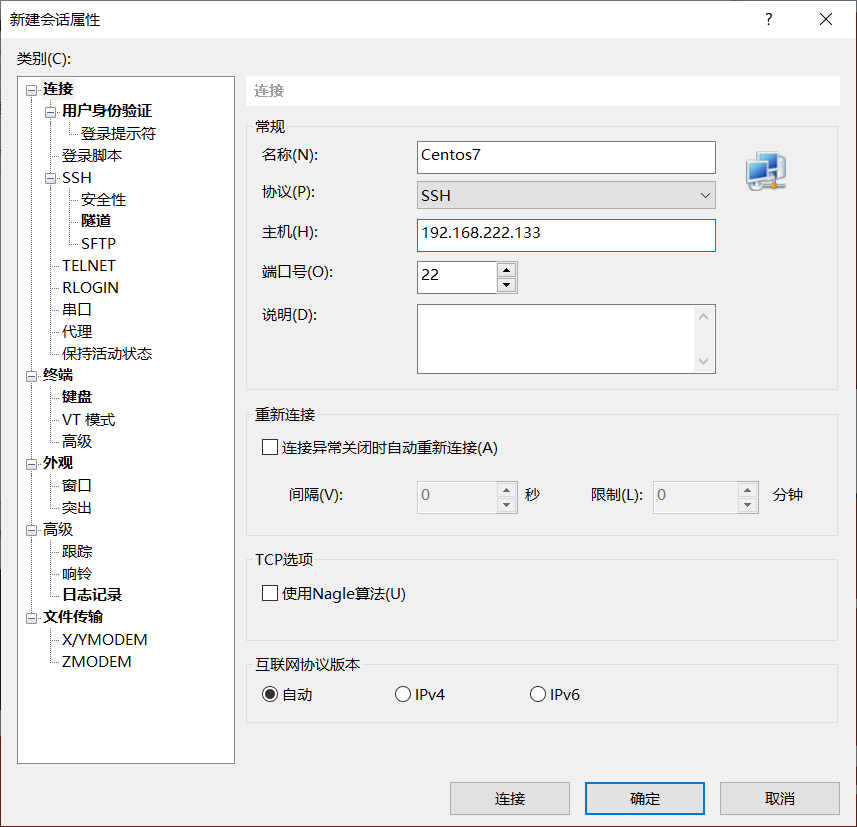 新建会话属性
类别(C):
连接
用户身份验证
登录提示符
登录脚本
SSH
安全性
隧道
SFTP
TELNET
RLOGIN
串口
代理
保持活动状态
终端
键盘
VT 模式
高级
外观
窗口
突出
高级
跟踪
响铃
日志记录
文件传输
X/YMODEM
ZMODEM
连接
常规
名称(N): Centos7
协议(P): SSH
主机(H): 192.168.222.133
端口号(O): 22
说明(D):
重新连接
连接异常关闭时自动重新连接(A)
间隔(V): 0 秒 限制(L): 0 分钟
TCP选项
使用Nagle算法(U)
互联网协议版本
自动 IPv4 IPv6
连接 确定 取消